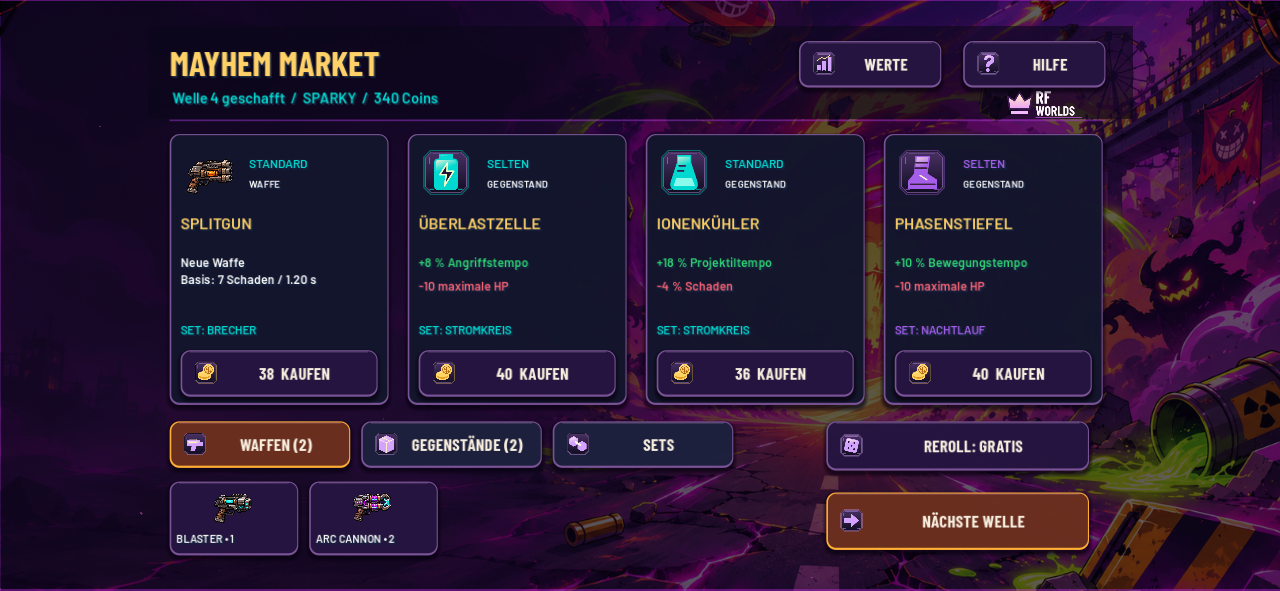 MAYHEM MARKET
Welle 4 geschafft / SPARKY / 340 Coins
WERTE
HILFE
RF
WORLDS
STANDARD
WAFFE
SPLITGUN
Neue Waffe
Basis: 7 Schaden / 1.20 s
SET: BRECHER
38 KAUFEN
SELTEN
GEGENSTAND
ÜBERLASTZELLE
+8 % Angriffstempo
-10 maximale HP
SET: STROMKREIS
40 KAUFEN
STANDARD
GEGENSTAND
IONENKÜHLER
+18 % Projektiltempo
-4 % Schaden
SET: STROMKREIS
36 KAUFEN
SELTEN
GEGENSTAND
PHASENSTIEFEL
+10 % Bewegungstempo
-10 maximale HP
SET: NACHTLAUF
40 KAUFEN
WAFFEN (2)
GEGENSTÄNDE (2)
SETS
REROLL: GRATIS
BLASTER • 1
ARC CANNON • 2
NÄCHSTE WELLE